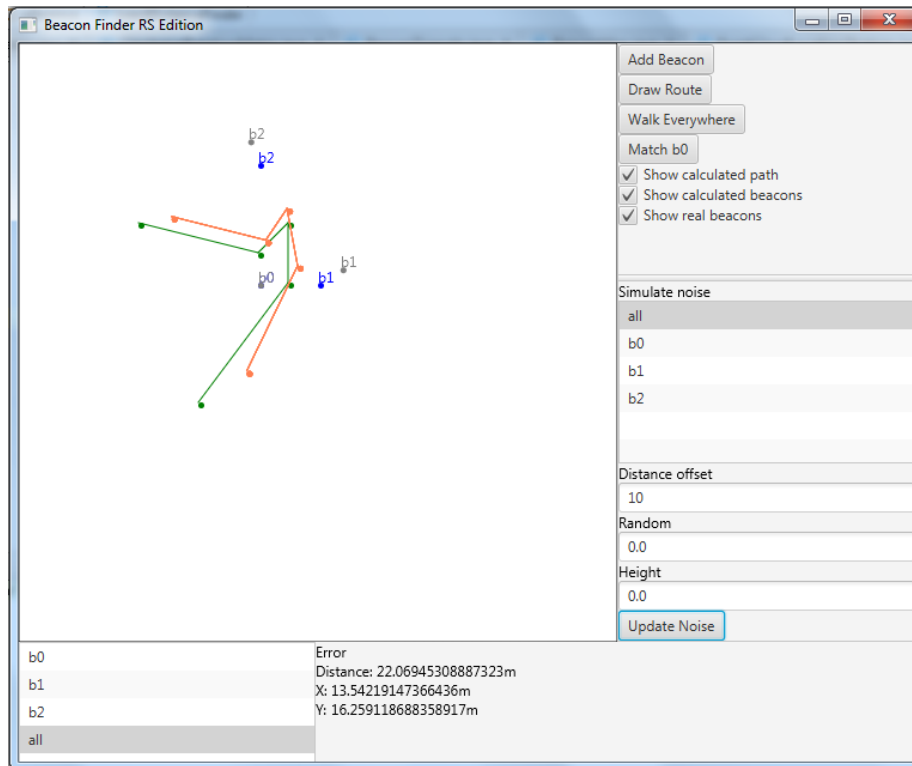 Beacon Finder RS Edition
Add Beacon
Draw Route
Walk Everywhere
Match b0
Show calculated path
Show calculated beacons
Show real beacons
b2
b2
b1
b0
b1
Simulate noise
all
b0
b1
b2
Distance offset
10
Random
0.0
Height
0.0
Update Noise
b0
b1
b2
all
Error
Distance: 22.06945308887323m
X: 13.54219147366436m
Y: 16.259118688358917m